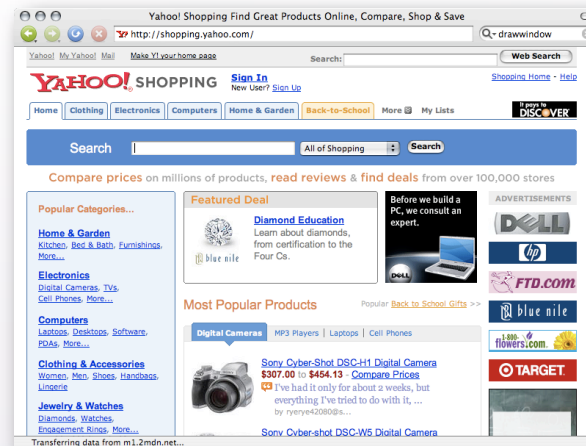 Yahoo! Shopping Find Great Products Online, Compare, Shop & Save
http://shopping.yahoo.com/
drawwindow
Yahoo! My Yahoo! Mail Make Y! your home page
Search:
Web Search
YAHOO! SHOPPING
Sign In
New User? Sign Up
Shopping Home - Help
Home Clothing Electronics Computers Home & Garden Back-to-School More My Lists
It pays to
DISCOVER
Search
All of Shopping
Search
Compare prices on millions of products, read reviews & find deals from over 100,000 stores
Popular Categories...
Home & Garden
Kitchen, Bed & Bath, Furnishings,
More...
Electronics
Digital Cameras, TVs,
Cell Phones, More...
Computers
Laptops, Desktops, Software,
PDAs, More...
Clothing & Accessories
Women, Men, Shoes, Handbags,
Lingerie
Jewelry & Watches
Diamonds, Watches,
Engagement Rings, More...
Featured Deal
blue nile
Diamond Education
Learn about diamonds,
from certification to the
Four Cs.
Before we build a
PC, we consult an
expert.
DELL
Most Popular Products
Popular Back to School Gifts >>
Digital Cameras MP3 Players | Laptops | Cell Phones
Sony Cyber-Shot DSC-H1 Digital Camera
$307.00 to $454.13 - Compare Prices
I've had it only for about 2 weeks, but
everything I've tried to do with it, ...
by ryerye42080@s...
Sony Cyber-shot DSC-W5 Digital Camera
ADVERTISEMENTS
DELL
hp
FTD.com
blue nile
1-800-
flowers.com.
TARGET
Transferring data from m1.2mdn.net...